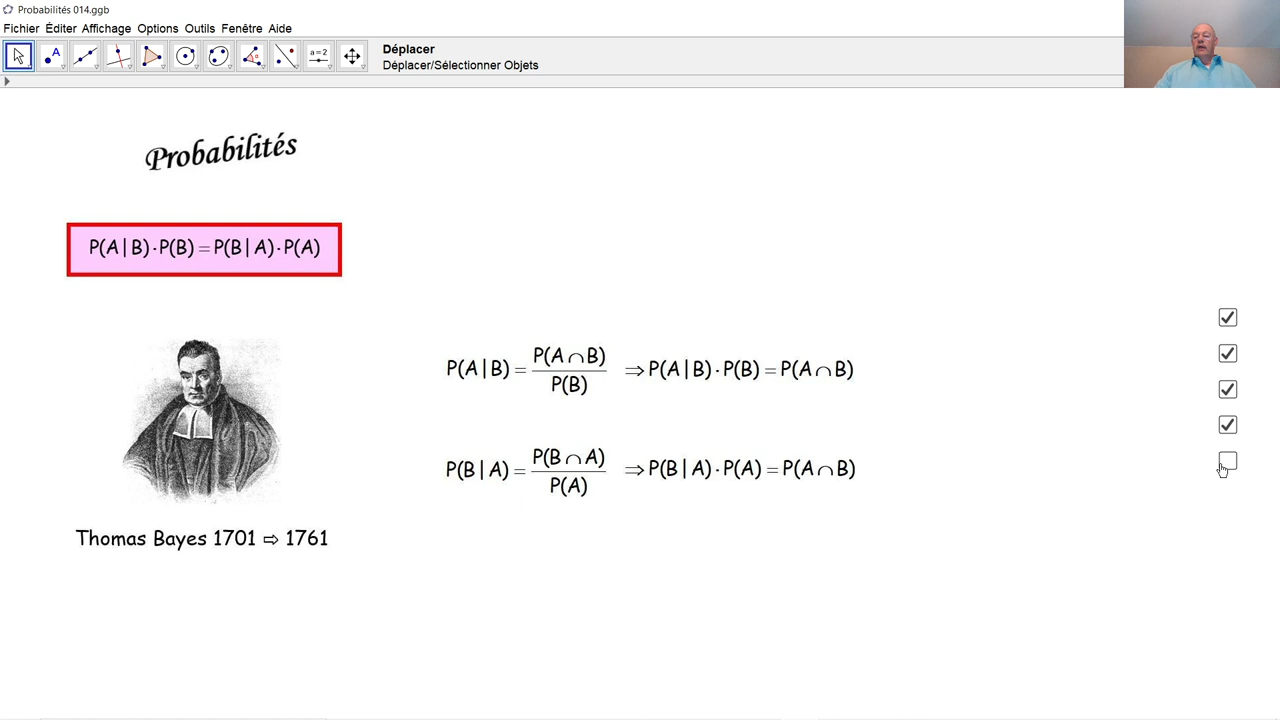 Probabilités 014.ggb
Fichier Éditer Affichage Options Outils Fenêtre Aide
A
a=2
Déplacer
Déplacer/Sélectionner Objets
Probabilités
P(A|B)·P(B)=P(B|A)·P(A)
P(A|B) = P(A∩B)/P(B) ⇒ P(A|B)·P(B)=P(A∩B)
P(B|A) = P(B∩A)/P(A) ⇒ P(B|A)·P(A)=P(A∩B)
Thomas Bayes 1701 ⇨ 1761